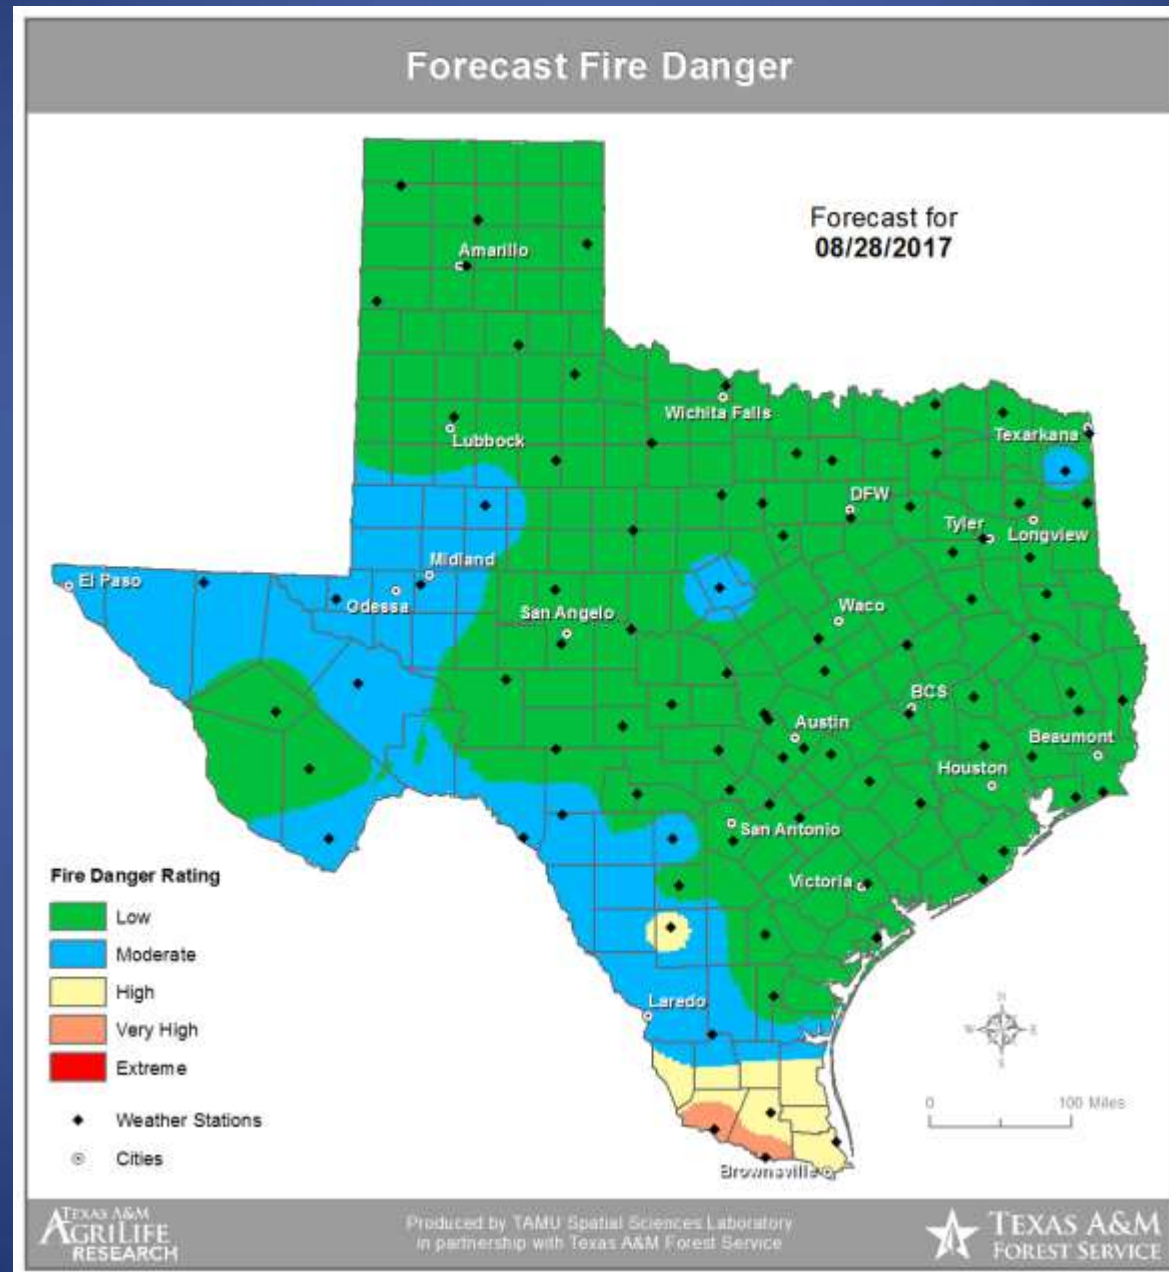 Forecast Fire Danger
Forecast for
08/28/2017
Amarillo
Wichita Falls
Lubbock
Texarkana
DFW
Tyler
Longview
Midland
El Paso
Odessa
San Angelo
Waco
BCS
Austin
Beaumont
Houston
San Antonio
Victoria
Fire Danger Rating
Low
Moderate
High
Very High
Extreme
Weather Stations
Cities
Laredo
N
W
E
S
0
100 Miles
Brownsville
TEXAS A&M
AGRILIFE
RESEARCH
Produced by TAMU Spatial Sciences Laboratory
in partnership with Texas A&M Forest Service
TEXAS A&M
FOREST SERVICE